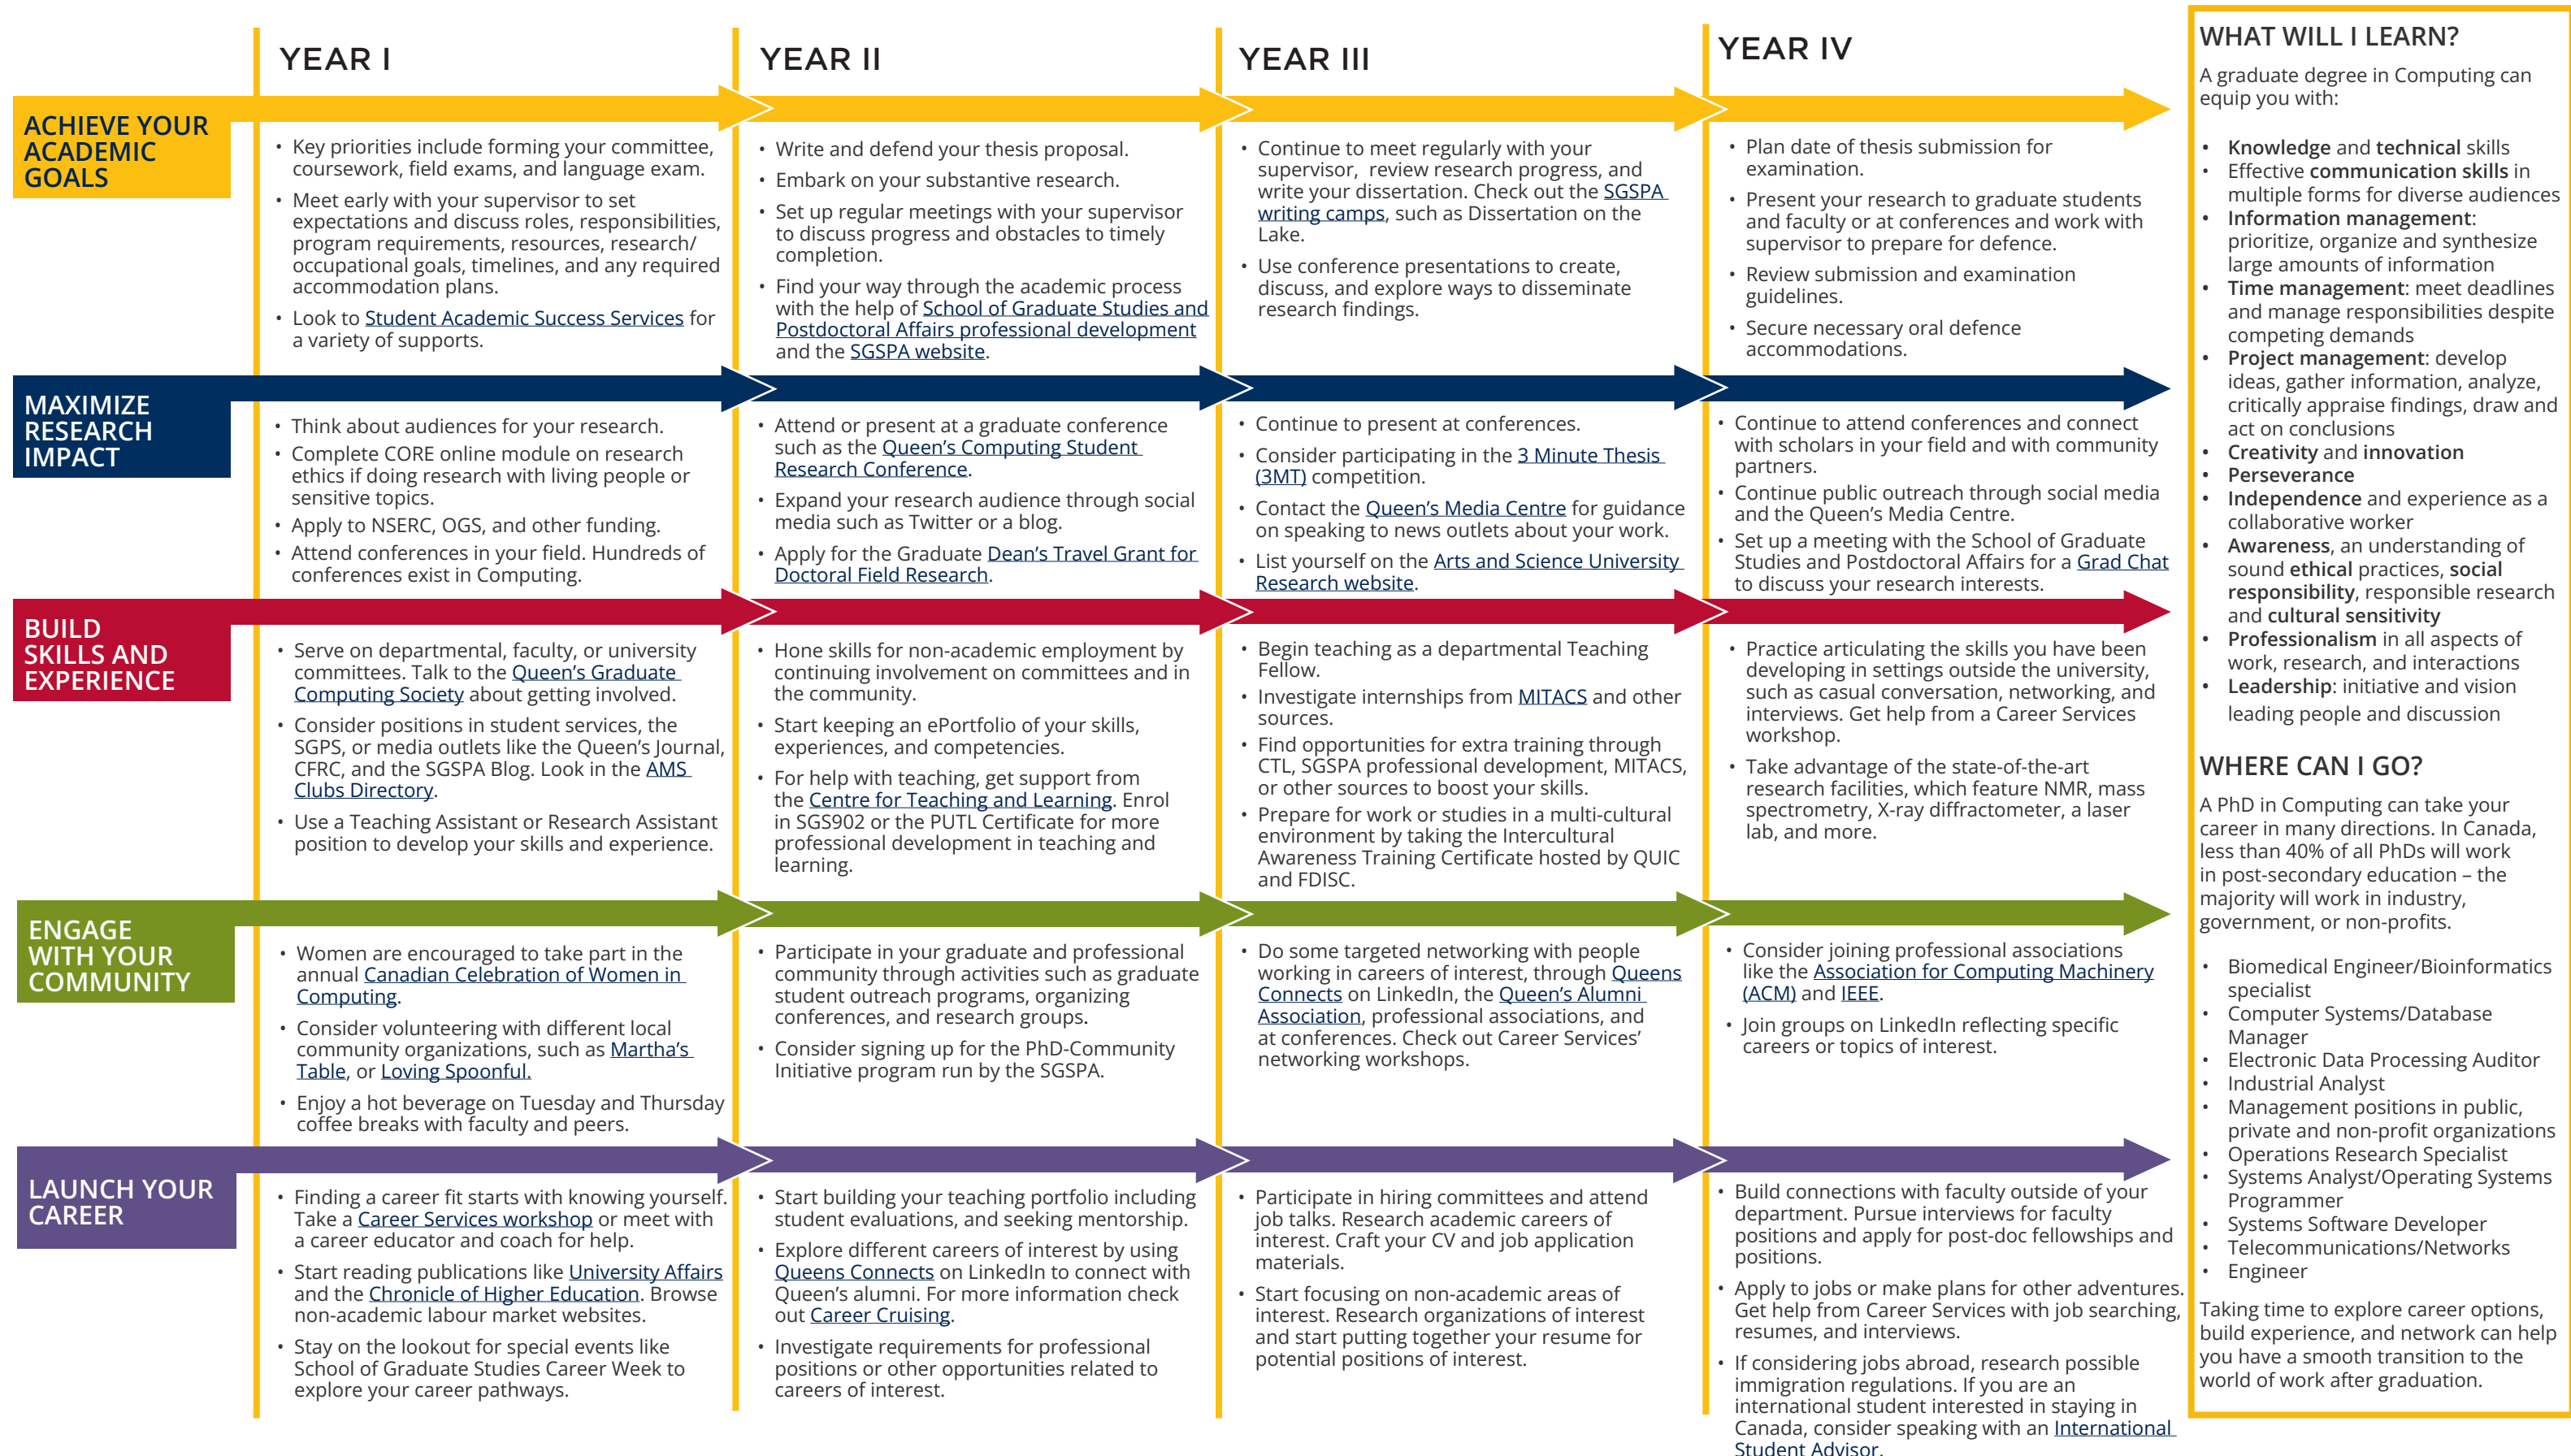 YEAR I
YEAR II
YEAR III
YEAR IV
ACHIEVE YOUR
ACADEMIC
GOALS
• Key priorities include forming your committee,
coursework, field exams, and language exam.
• Meet early with your supervisor to set
expectations and discuss roles, responsibilities,
program requirements, resources, research/
occupational goals, timelines, and any required
accommodation plans.
• Look to Student Academic Success Services for
a variety of supports.
• Write and defend your thesis proposal.
• Embark on your substantive research.
• Set up regular meetings with your supervisor
to discuss progress and obstacles to timely
completion.
• Find your way through the academic process
with the help of School of Graduate Studies and
Postdoctoral Affairs professional development
and the SGSPA website.
• Continue to meet regularly with your
supervisor, review research progress, and
write your dissertation. Check out the SGSPA
writing camps, such as Dissertation on the
Lake.
• Use conference presentations to create,
discuss, and explore ways to disseminate
research findings.
• Plan date of thesis submission for
examination.
• Present your research to graduate students
and faculty or at conferences and work with
supervisor to prepare for defence.
• Review submission and examination
guidelines.
• Secure necessary oral defence
accommodations.
MAXIMIZE
RESEARCH
IMPACT
• Think about audiences for your research.
• Complete CORE online module on research
ethics if doing research with living people or
sensitive topics.
• Apply to NSERC, OGS, and other funding.
• Attend conferences in your field. Hundreds of
conferences exist in Computing.
• Attend or present at a graduate conference
such as the Queen's Computing Student
Research Conference.
• Expand your research audience through social
media such as Twitter or a blog.
• Apply for the Graduate Dean's Travel Grant for
Doctoral Field Research.
• Continue to present at conferences.
• Consider participating in the 3 Minute Thesis
(3MT) competition.
• Contact the Queen's Media Centre for guidance
on speaking to news outlets about your work.
• List yourself on the Arts and Science University
Research website.
• Continue to attend conferences and connect
with scholars in your field and with community
partners.
• Continue public outreach through social media
and the Queen's Media Centre.
• Set up a meeting with the School of Graduate
Studies and Postdoctoral Affairs for a Grad Chat
to discuss your research interests.
BUILD
SKILLS AND
EXPERIENCE
• Serve on departmental, faculty, or university
committees. Talk to the Queen's Graduate
Computing Society about getting involved.
• Consider positions in student services, the
SGPS, or media outlets like the Queen's Journal,
CFRC, and the SGSPA Blog. Look in the AMS
Clubs Directory.
• Use a Teaching Assistant or Research Assistant
position to develop your skills and experience.
• Hone skills for non-academic employment by
continuing involvement on committees and in
the community.
• Start keeping an ePortfolio of your skills,
experiences, and competencies.
• For help with teaching, get support from
the Centre for Teaching and Learning. Enrol
in SGS902 or the PUTL Certificate for more
professional development in teaching and
learning.
• Begin teaching as a departmental Teaching
Fellow.
• Investigate internships from MITACS and other
sources.
• Find opportunities for extra training through
CTL, SGSPA professional development, MITACS,
or other sources to boost your skills.
• Prepare for work or studies in a multi-cultural
environment by taking the Intercultural
Awareness Training Certificate hosted by QUIC
and FDISC.
• Practice articulating the skills you have been
developing in settings outside the university,
such as casual conversation, networking, and
interviews. Get help from a Career Services
workshop.
• Take advantage of the state-of-the-art
research facilities, which feature NMR, mass
spectrometry, X-ray diffractometer, a laser
lab, and more.
ENGAGE
WITH YOUR
COMMUNITY
• Women are encouraged to take part in the
annual Canadian Celebration of Women in
Computing.
• Consider volunteering with different local
community organizations, such as Martha's
Table, or Loving Spoonful.
• Enjoy a hot beverage on Tuesday and Thursday
coffee breaks with faculty and peers.
• Participate in your graduate and professional
community through activities such as graduate
student outreach programs, organizing
conferences, and research groups.
• Consider signing up for the PhD-Community
Initiative program run by the SGSPA.
• Do some targeted networking with people
working in careers of interest, through Queens
Connects on LinkedIn, the Queen's Alumni
Association, professional associations, and
at conferences. Check out Career Services'
networking workshops.
• Consider joining professional associations
like the Association for Computing Machinery
(ACM) and IEEE.
• Join groups on LinkedIn reflecting specific
careers or topics of interest.
LAUNCH YOUR
CAREER
• Finding a career fit starts with knowing yourself.
Take a Career Services workshop or meet with
a career educator and coach for help.
• Start reading publications like University Affairs
and the Chronicle of Higher Education. Browse
non-academic labour market websites.
• Stay on the lookout for special events like
School of Graduate Studies Career Week to
explore your career pathways.
• Start building your teaching portfolio including
student evaluations, and seeking mentorship.
• Explore different careers of interest by using
Queens Connects on LinkedIn to connect with
Queen's alumni. For more information check
out Career Cruising.
• Investigate requirements for professional
positions or other opportunities related to
careers of interest.
• Participate in hiring committees and attend
job talks. Research academic careers of
interest. Craft your CV and job application
materials.
• Start focusing on non-academic areas of
interest. Research organizations of interest
and start putting together your resume for
potential positions of interest.
• Build connections with faculty outside of your
department. Pursue interviews for faculty
positions and apply for post-doc fellowships and
positions.
• Apply to jobs or make plans for other adventures.
Get help from Career Services with job searching,
resumes, and interviews.
• If considering jobs abroad, research possible
immigration regulations. If you are an
international student interested in staying in
Canada, consider speaking with an International
Student Advisor.
WHAT WILL I LEARN?
A graduate degree in Computing can
equip you with:
• Knowledge and technical skills
• Effective communication skills in
multiple forms for diverse audiences
• Information management:
prioritize, organize and synthesize
large amounts of information
• Time management: meet deadlines
and manage responsibilities despite
competing demands
• Project management: develop
ideas, gather information, analyze,
critically appraise findings, draw and
act on conclusions
• Creativity and innovation
• Perseverance
• Independence and experience as a
collaborative worker
• Awareness, an understanding of
sound ethical practices, social
responsibility, responsible research
and cultural sensitivity
• Professionalism in all aspects of
work, research, and interactions
• Leadership: initiative and vision
leading people and discussion
WHERE CAN I GO?
A PhD in Computing can take your
career in many directions. In Canada,
less than 40% of all PhDs will work
in post-secondary education – the
majority will work in industry,
government, or non-profits.
• Biomedical Engineer/Bioinformatics
specialist
• Computer Systems/Database
Manager
• Electronic Data Processing Auditor
• Industrial Analyst
• Management positions in public,
private and non-profit organizations
• Operations Research Specialist
• Systems Analyst/Operating Systems
Programmer
• Systems Software Developer
• Telecommunications/Networks
• Engineer
Taking time to explore career options,
build experience, and network can help
you have a smooth transition to the
world of work after graduation.